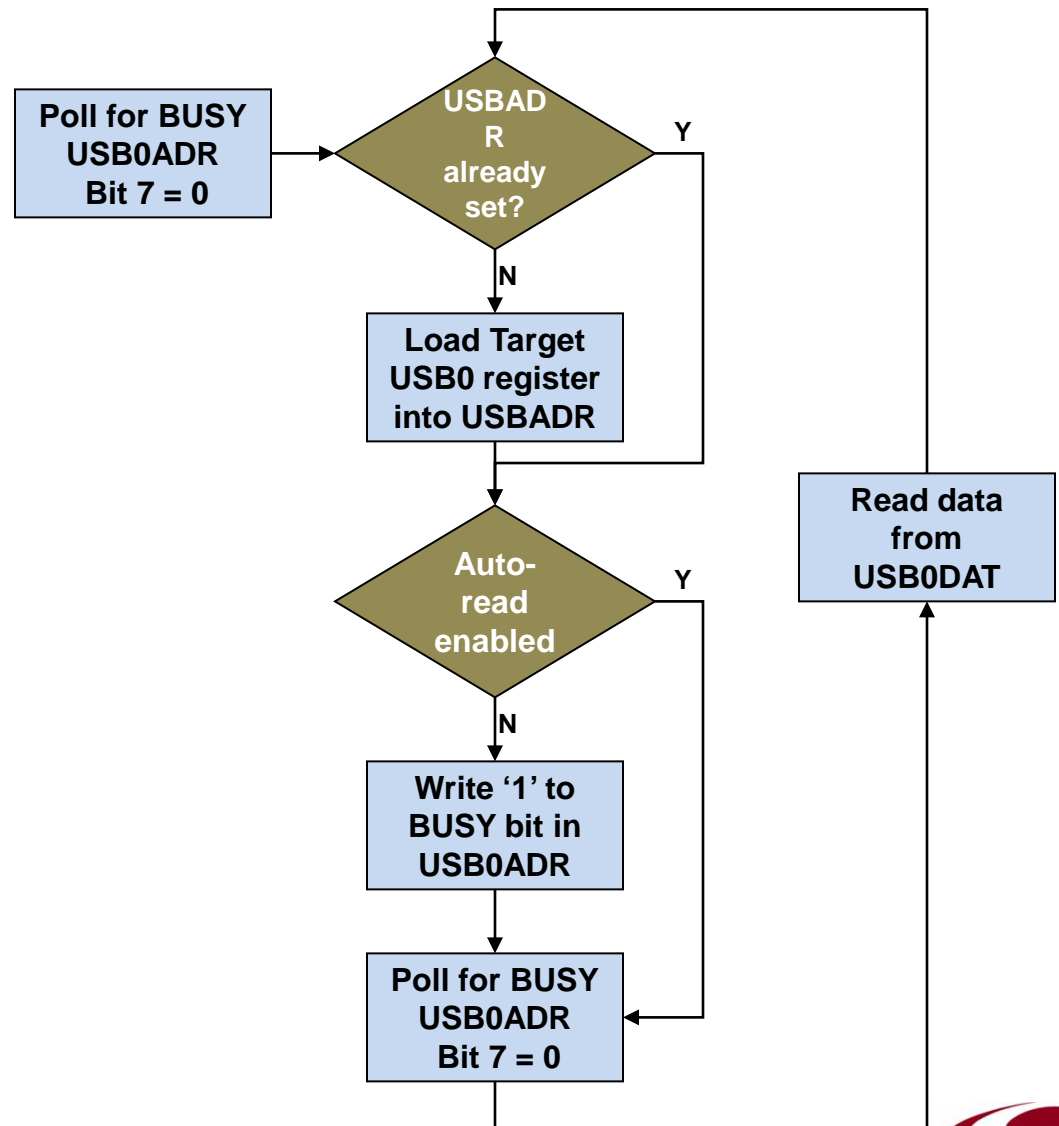 Poll for BUSY
USB0ADR
Bit 7 = 0
USBAD
R
already
set?
Y
N
Load Target
USB0 register
into USBADR
Auto-
read
enabled
Y
N
Write ‘1’ to
BUSY bit in
USB0ADR
Poll for BUSY
USB0ADR
Bit 7 = 0
Read data
from
USB0DAT